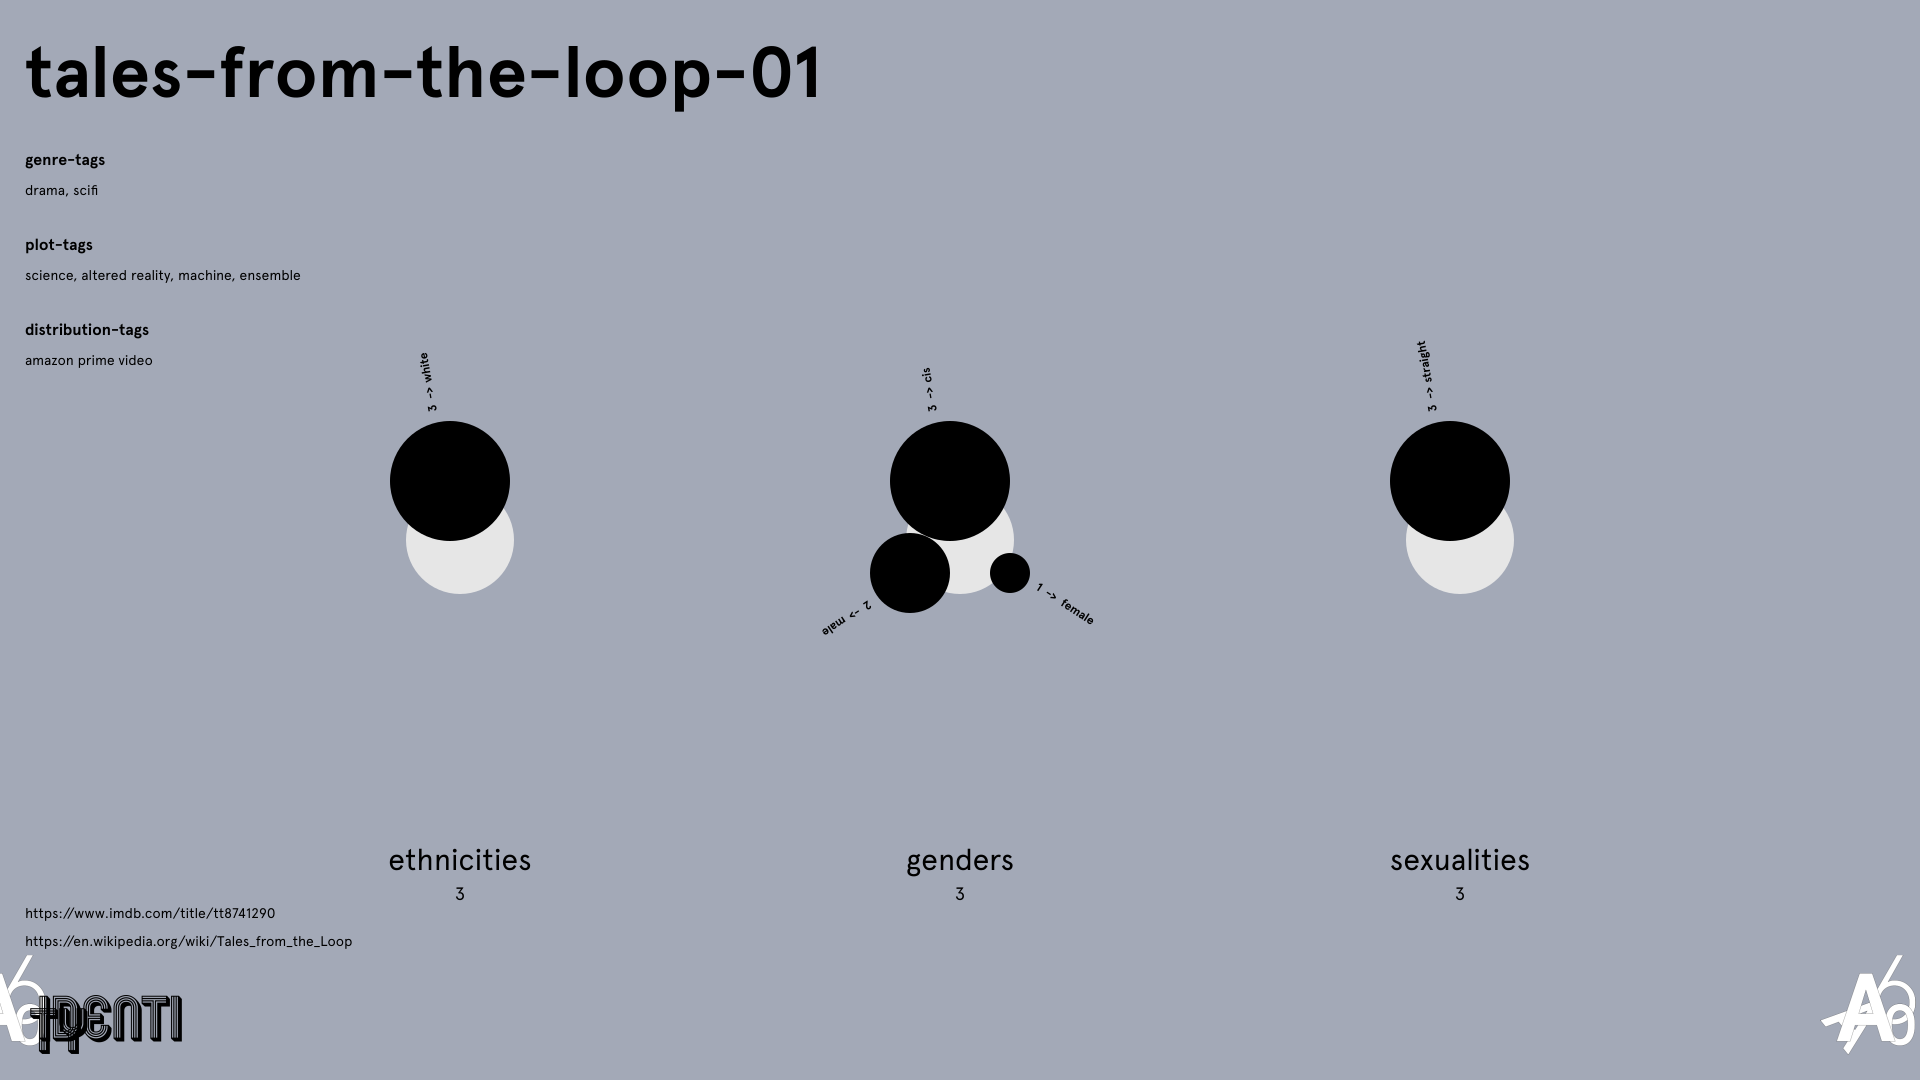 tales-from-the-loop-01
genre-tags
drama, scifi
plot-tags
science, altered reality, machine, ensemble
distribution-tags
amazon prime video
3 -> white
3 -> cis
3 -> straight
2 -> male
1 -> female
ethnicities
3
genders
3
sexualities
3
https://www.imdb.com/title/tt8741290
https://en.wikipedia.org/wiki/Tales_from_the_Loop
IDENTI